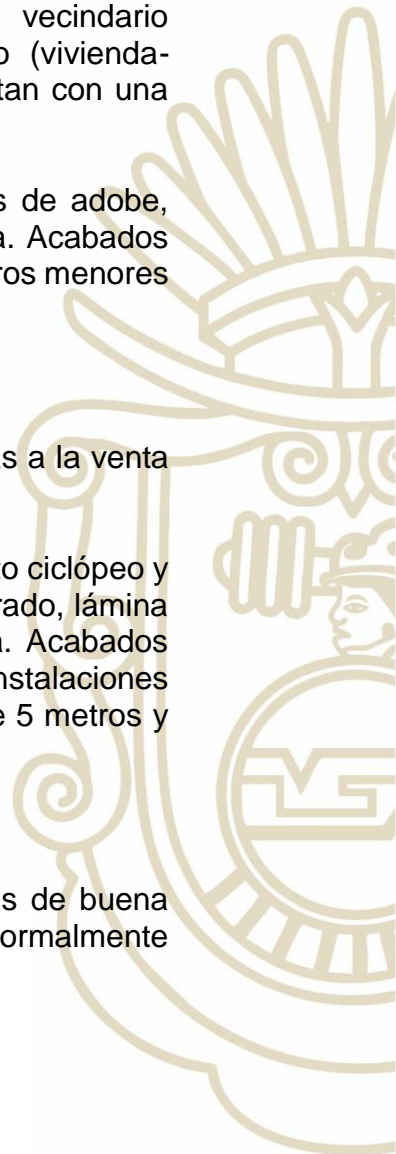 vecindario
o (vivienda-
tan con una
s de adobe,
a. Acabados
ros menores
s a la venta
to ciclópeo y
rado, lámina
a. Acabados
nstalaciones
e 5 metros y
s de buena
ormalmente